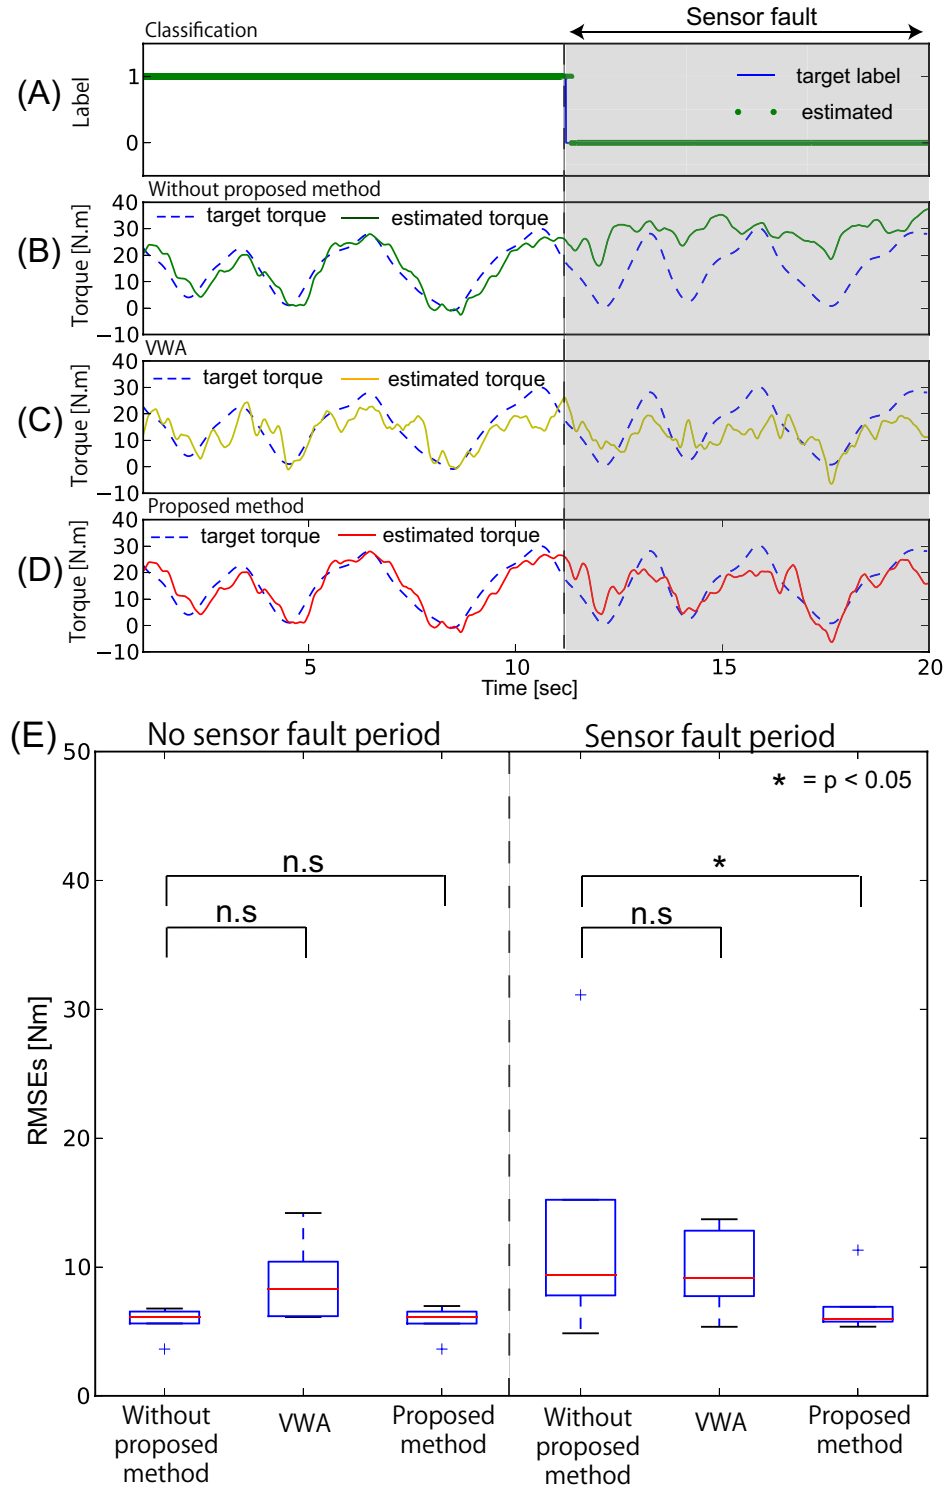 Sensor fault
Classification
(A)
Label
1
0
target label
estimated
Without proposed method
(B)
Torque [N.m]
40
30
20
10
0
−10
target torque
estimated torque
VWA
(C)
Torque [N.m]
40
30
20
10
0
−10
target torque
estimated torque
Proposed method
(D)
Torque [N.m]
40
30
20
10
0
−10
target torque
estimated torque
5
10
15
20
Time [sec]
(E)
No sensor fault period
Sensor fault period
* = p < 0.05
n.s
n.s
*
n.s
RMSEs [Nm]
50
40
30
20
10
0
Without
proposed
method
VWA
Proposed
method
Without
proposed
method
VWA
Proposed
method